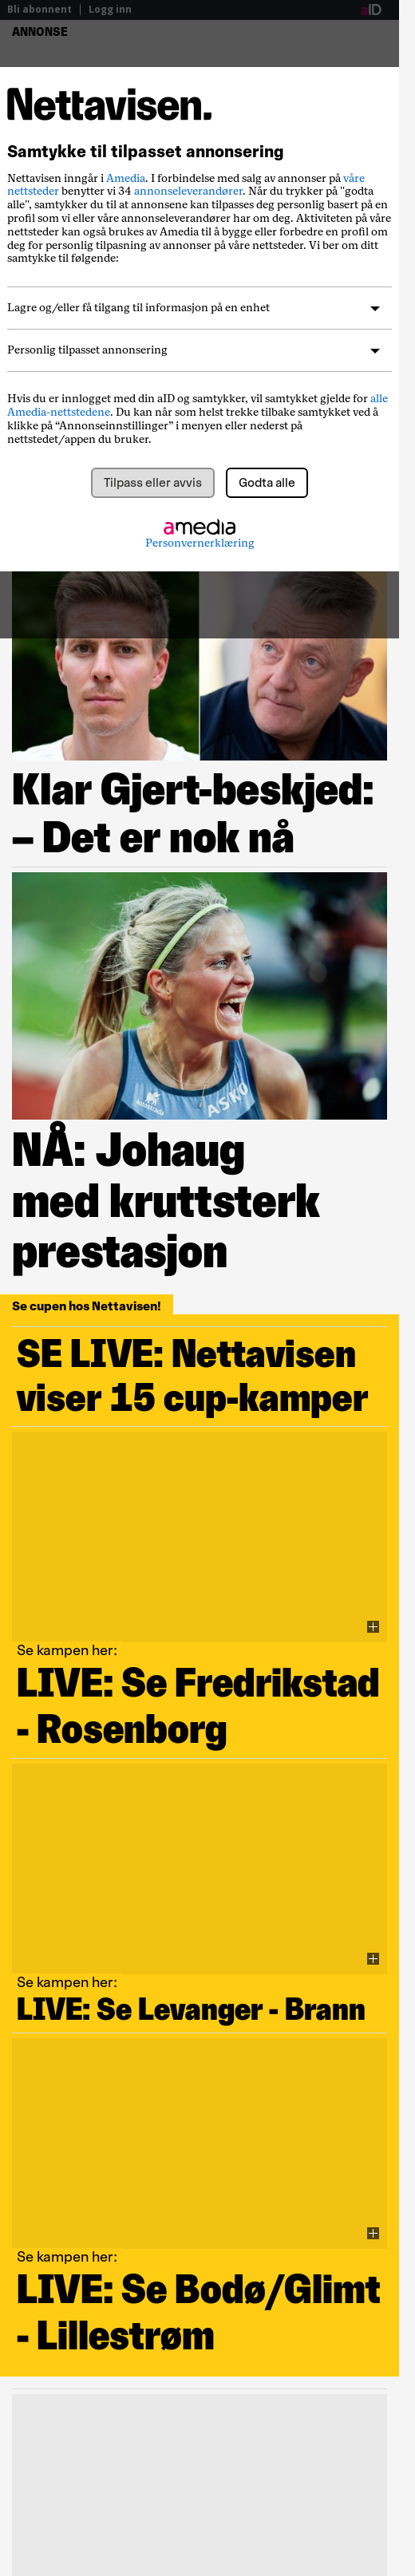 Bli abonnent | Logg inn aID
ANNONSE
Nettavisen.
Samtykke til tilpasset annonsering
Nettavisen inngår i Amedia. I forbindelse med salg av annonser på våre
nettsteder benytter vi 34 annonseleverandører. Når du trykker på "godta
alle", samtykker du til at annonsene kan tilpasses deg personlig basert på en
profil som vi eller våre annonseleverandører har om deg. Aktiviteten på våre
nettsteder kan også brukes av Amedia til å bygge eller forbedre en profil om
deg for personlig tilpasning av annonser på våre nettsteder. Vi ber om ditt
samtykke til følgende:
Lagre og/eller få tilgang til informasjon på en enhet
Personlig tilpasset annonsering
Hvis du er innlogget med din aID og samtykker, vil samtykket gjelde for alle
Amedia-nettstedene. Du kan når som helst trekke tilbake samtykket ved å
klikke på “Annonseinnstillinger” i menyen eller nederst på
nettstedet/appen du bruker.
Tilpass eller avvis Godta alle
amedia
Personvernerklæring
Klar Gjert-beskjed:
– Det er nok nå
ASKO
NÅ: Johaug
med kruttsterk
prestasjon
Se cupen hos Nettavisen!
SE LIVE: Nettavisen
viser 15 cup-kamper
Se kampen her:
LIVE: Se Fredrikstad
- Rosenborg
Se kampen her:
LIVE: Se Levanger - Brann
Se kampen her:
LIVE: Se Bodø/Glimt
- Lillestrøm